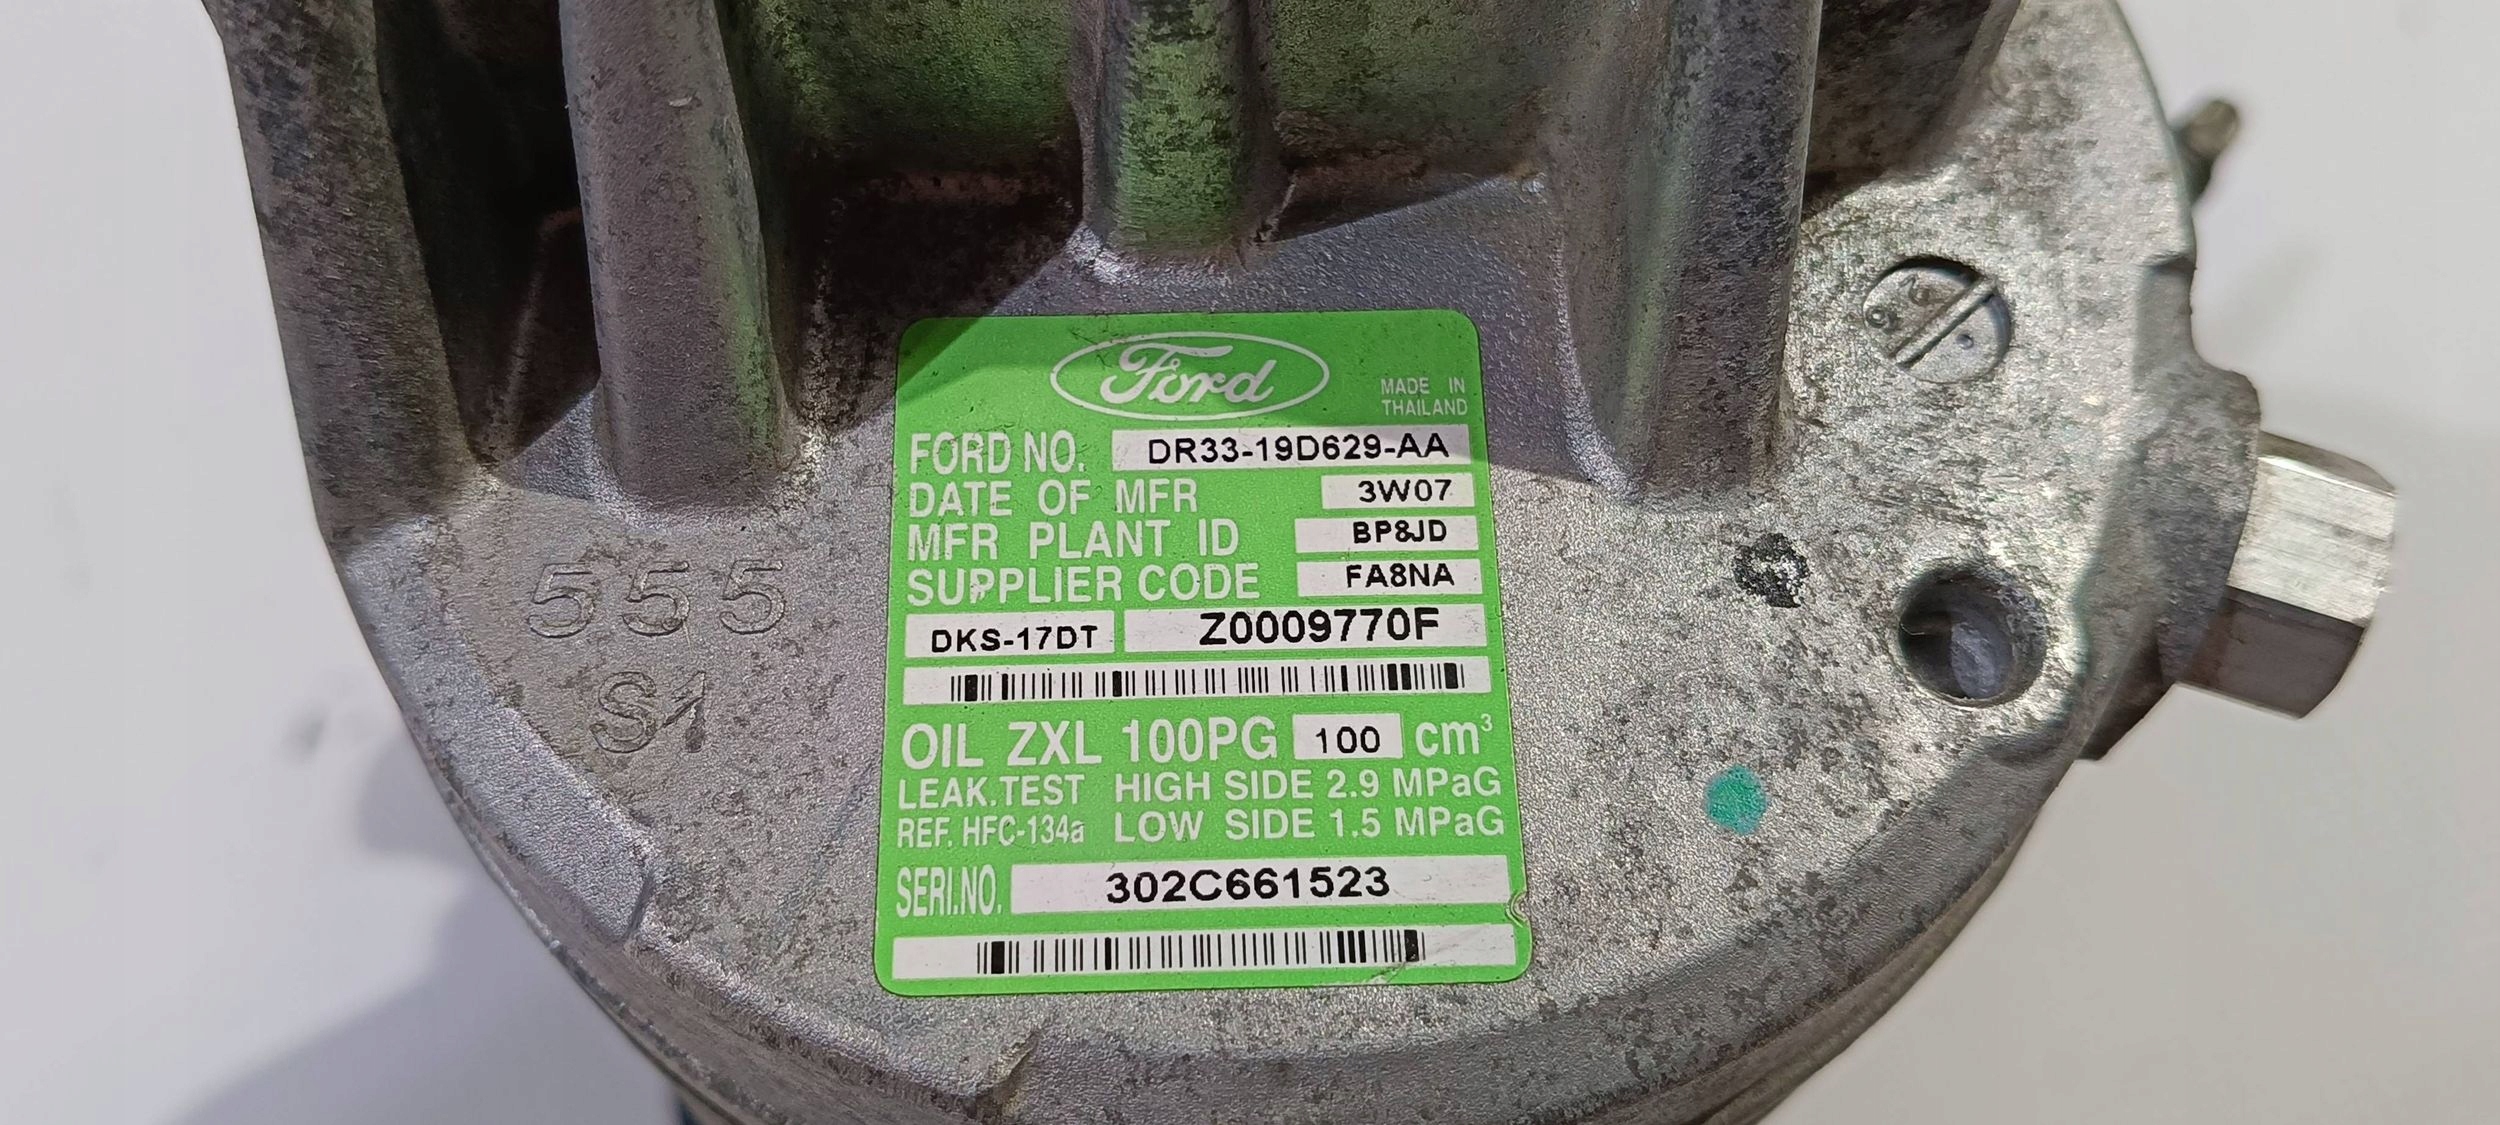 Ford
MADE IN
THAILAND
FORD NO. DR33-19D629-AA
DATE OF MFR 3W07
MFR PLANT ID BP8JD
SUPPLIER CODE FA8NA
DKS-17DT Z0009770F
OIL ZXL 100PG 100 cm³
LEAK.TEST HIGH SIDE 2.9 MPaG
REF. HFC-134a LOW SIDE 1.5 MPaG
SERI.NO. 302C661523
555
S1